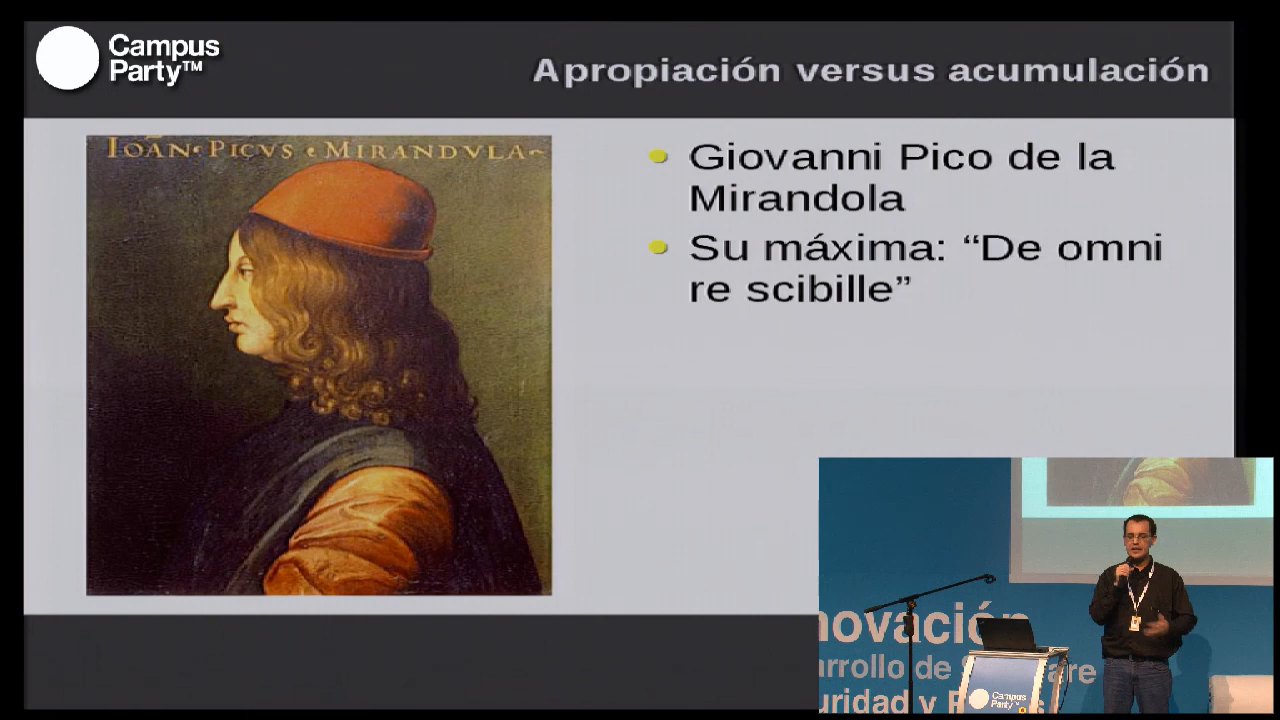 Campus
Party™
Apropiación versus acumulación
IOAN·PICVS·MIRANDVLA~
Giovanni Pico de la
Mirandola
Su máxima: “De omni
re scibille”
novación
arrollo de
are
uridad y
Campus
Party